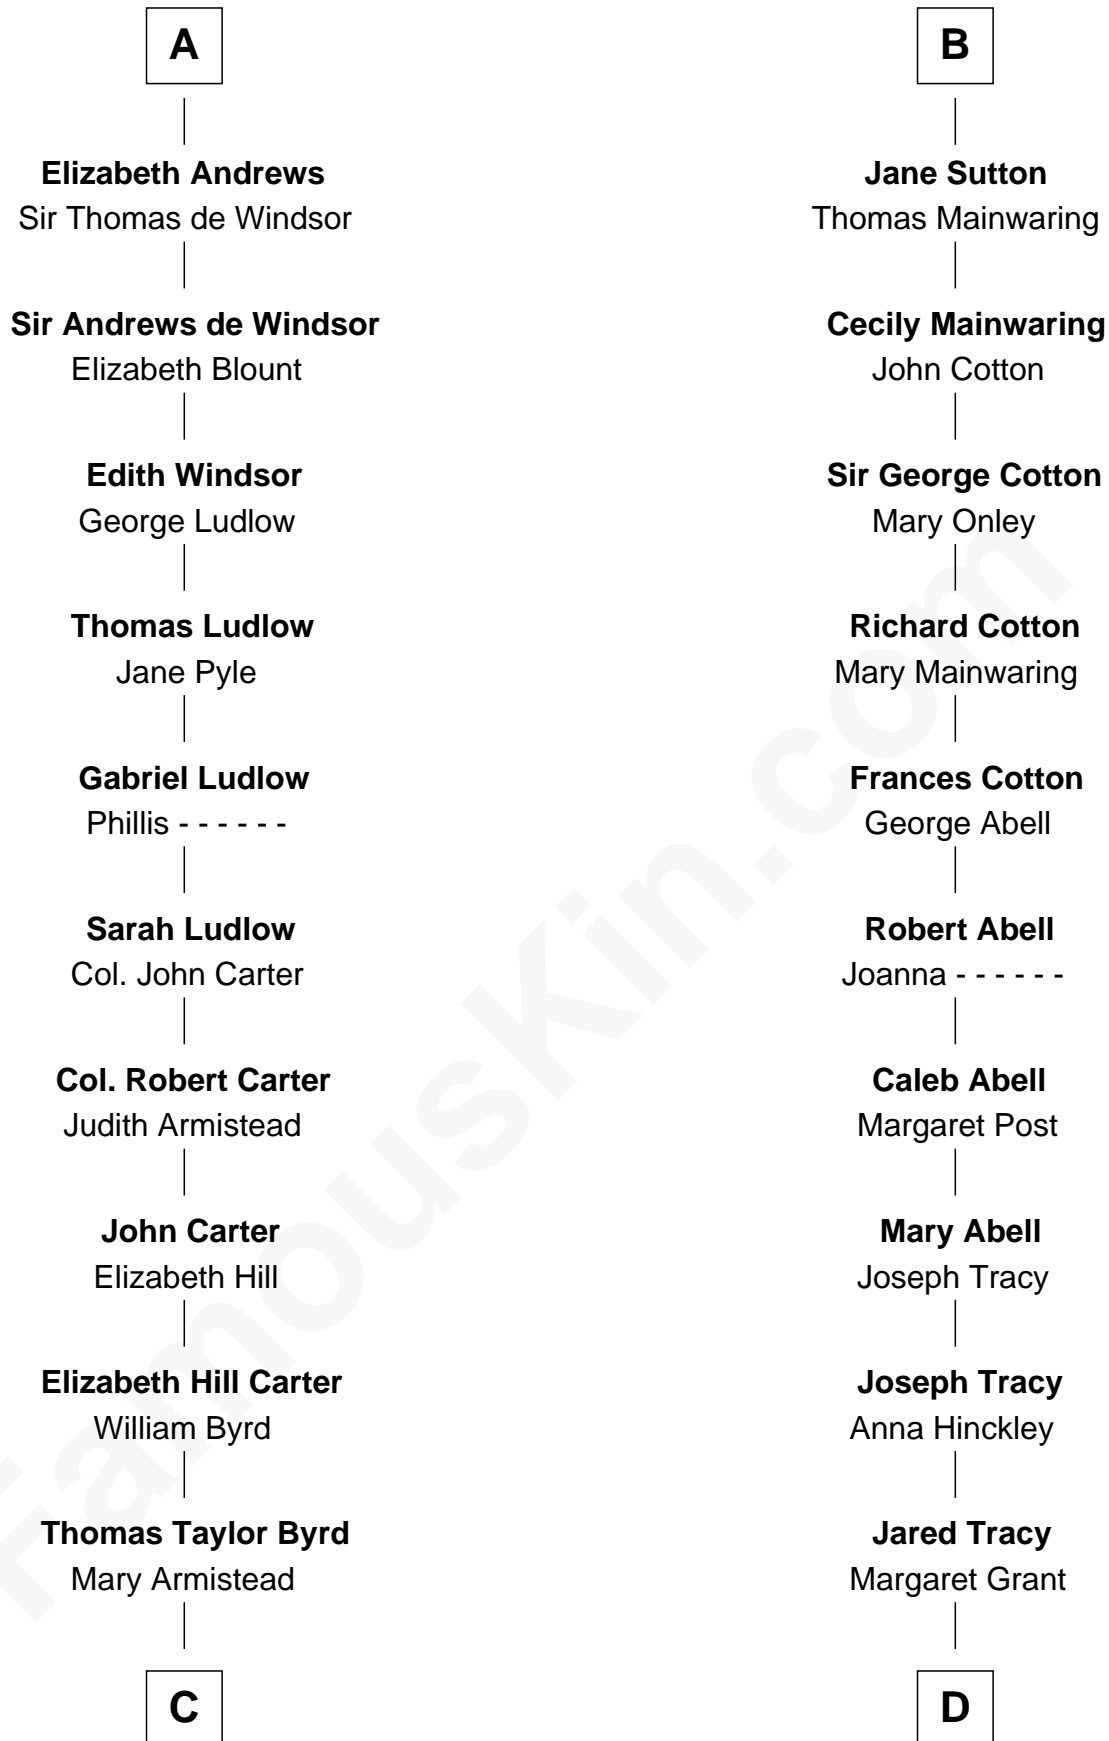 A
Elizabeth Andrews
Sir Thomas de Windsor
Sir Andrews de Windsor
Elizabeth Blount
Edith Windsor
George Ludlow
Thomas Ludlow
Jane Pyle
Gabriel Ludlow
Phillis - - - - - -
Sarah Ludlow
Col. John Carter
Col. Robert Carter
Judith Armistead
John Carter
Elizabeth Hill
Elizabeth Hill Carter
William Byrd
Thomas Taylor Byrd
Mary Armistead
C
B
Jane Sutton
Thomas Mainwaring
Cecily Mainwaring
John Cotton
Sir George Cotton
Mary Onley
Richard Cotton
Mary Mainwaring
Frances Cotton
George Abell
Robert Abell
Joanna - - - - - -
Caleb Abell
Margaret Post
Mary Abell
Joseph Tracy
Joseph Tracy
Anna Hinckley
Jared Tracy
Margaret Grant
D
FamousKin.com